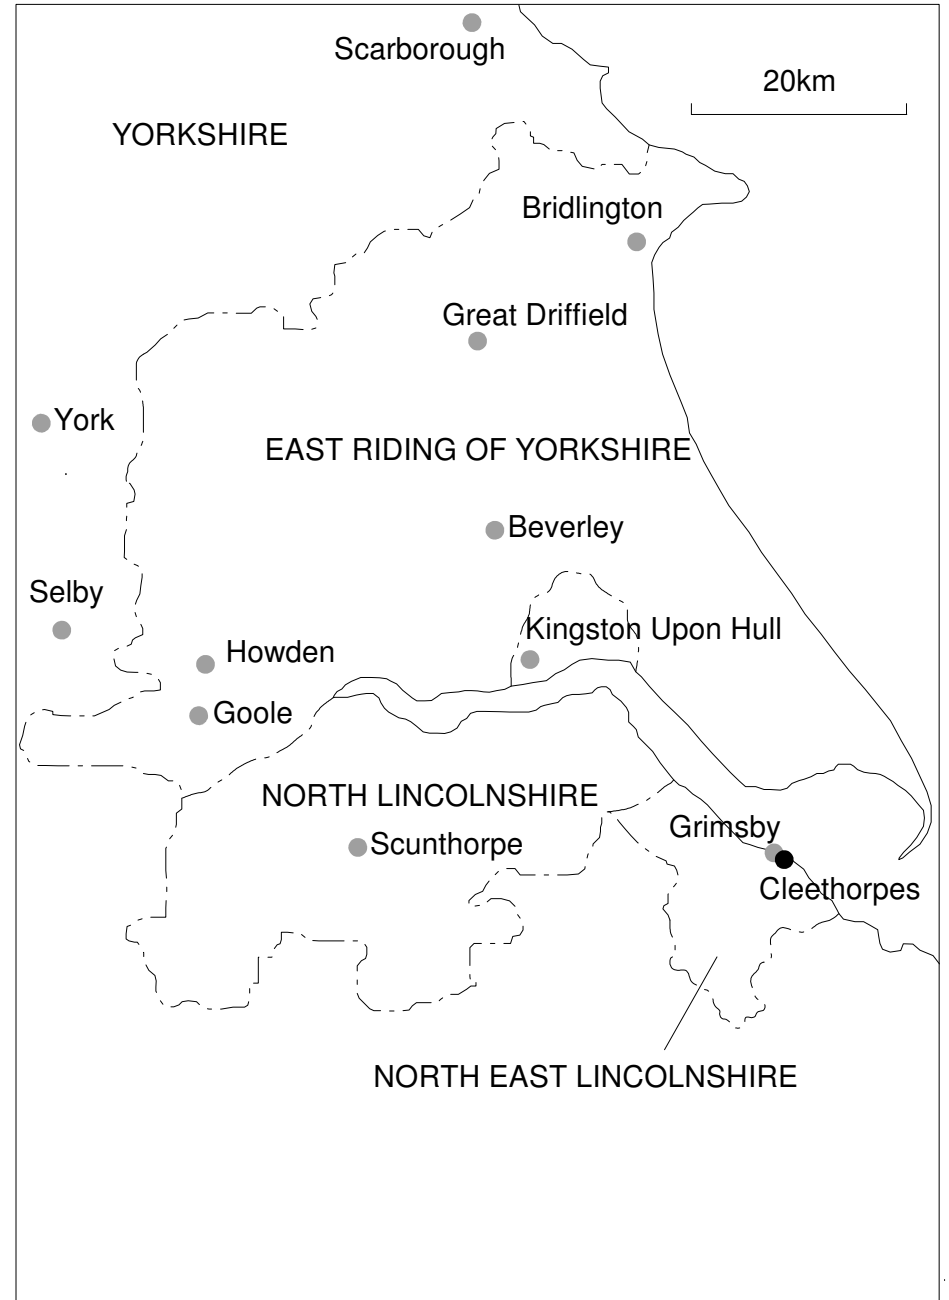 Scarborough
20km
YORKSHIRE
Bridlington
Great Driffield
York
EAST RIDING OF YORKSHIRE
Beverley
Selby
Kingston Upon Hull
Howden
Goole
NORTH LINCOLNSHIRE
Grimsby
Scunthorpe
Cleethorpes
NORTH EAST LINCOLNSHIRE